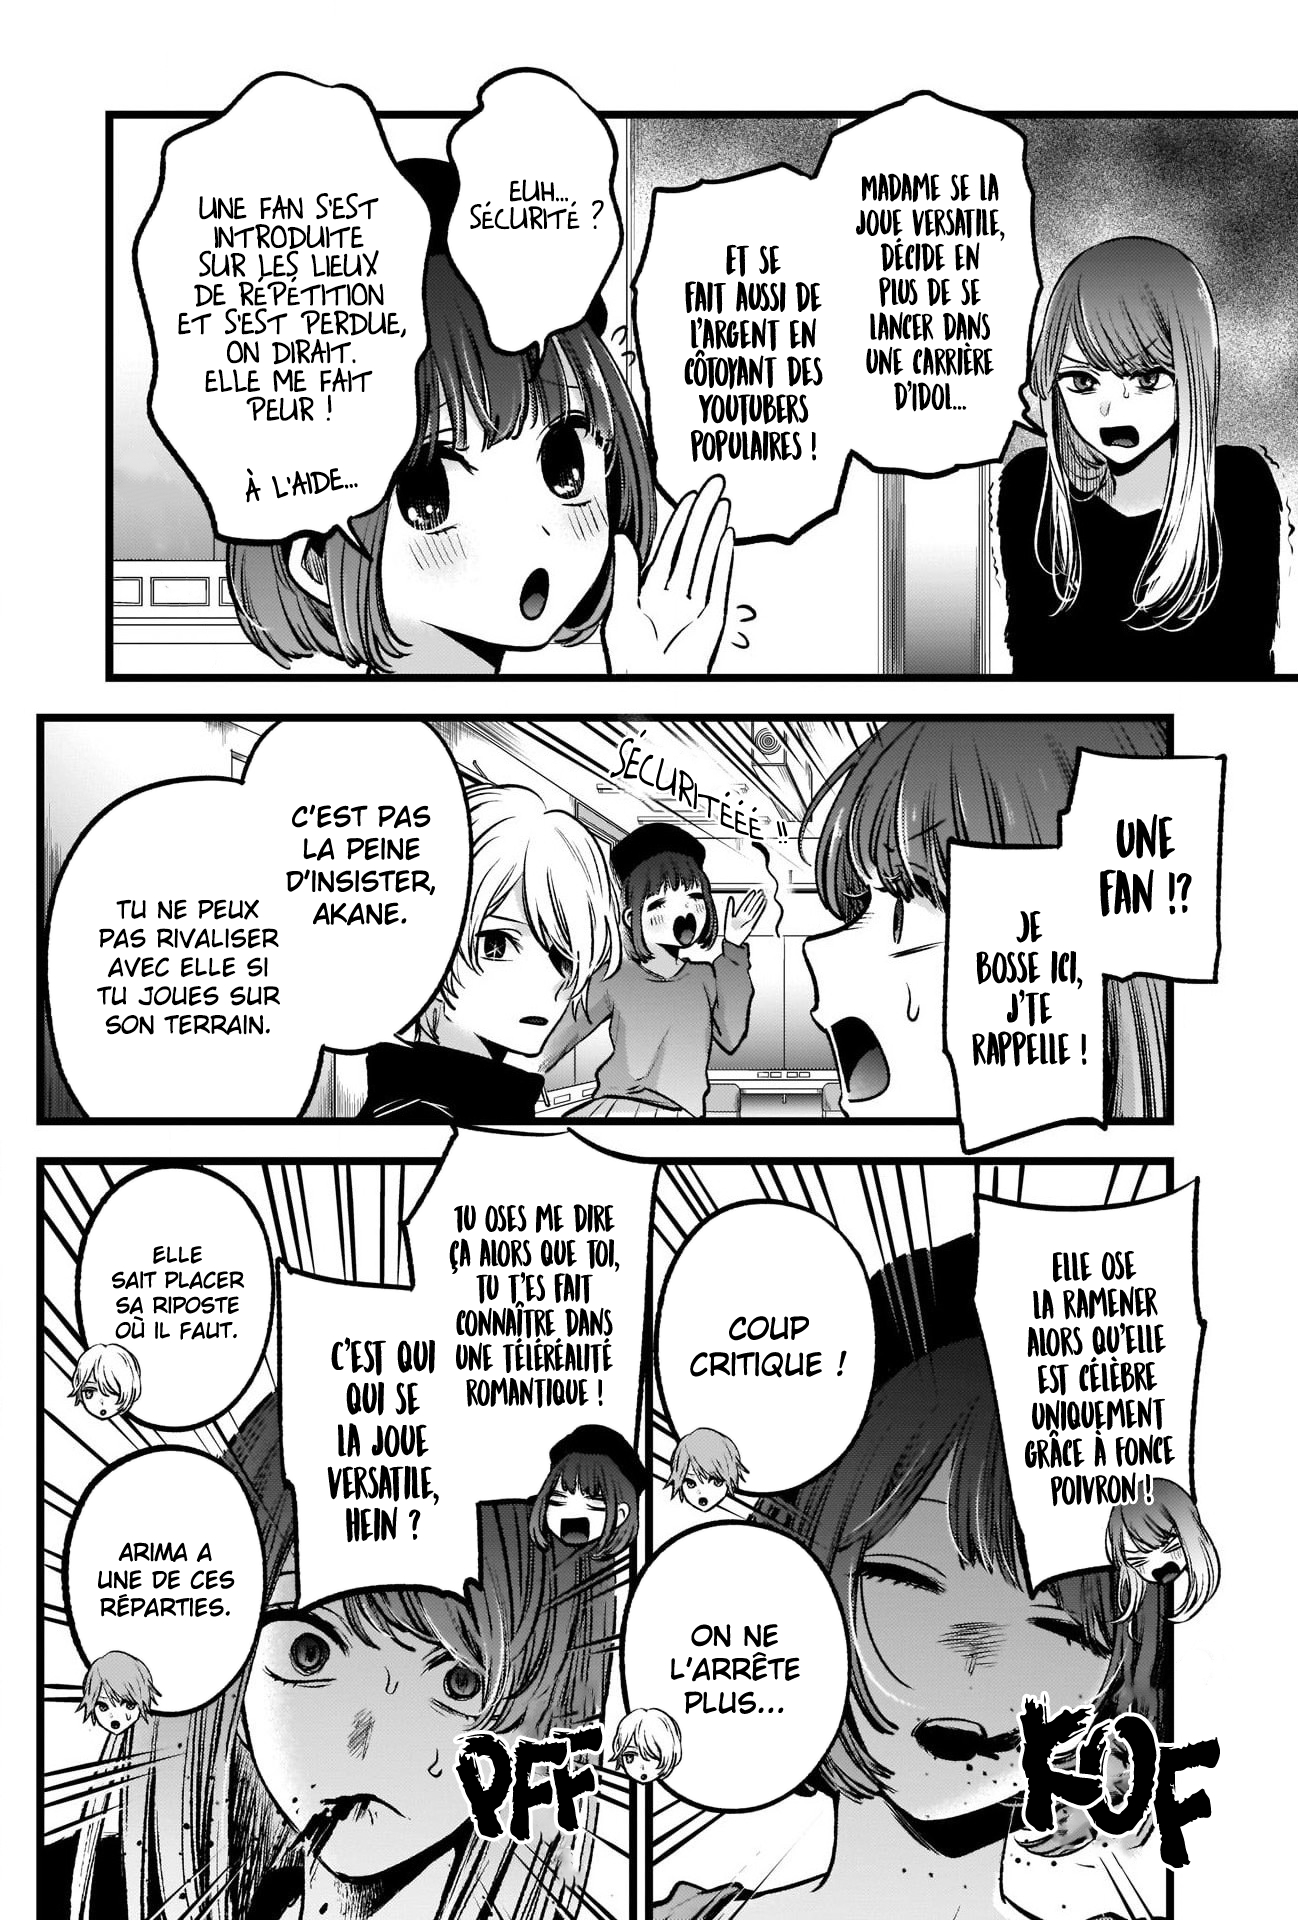 MADAME SE LA
JOUE VERSATILE,
DÉCIDE EN
PLUS DE SE
LANCER DANS
UNE CARRIÈRE
D'IDOL...
ET SE
FAIT AUSSI DE
L'ARGENT EN
CÔTOYANT DES
YOUTUBERS
POPULAIRES !
EUH...
SÉCURITÉ ?
UNE FAN S'EST
INTRODUITE
SUR LES LIEUX
DE RÉPÉTITION
ET S'EST PERDUE,
ON DIRAIT.
ELLE ME FAIT
PEUR !
À L'AIDE...
UNE
FAN !?
JE
BOSSE ICI,
J'TE
RAPPELLE !
SÉCURITÉÉÉ !!
C'EST PAS
LA PEINE
D'INSISTER,
AKANE.
TU NE PEUX
PAS RIVALISER
AVEC ELLE SI
TU JOUES SUR
SON TERRAIN.
ELLE OSE
LA RAMENER
ALORS QU'ELLE
EST CÉLÈBRE
UNIQUEMENT
GRÂCE À FONCE
POIVRON !
COUP
CRITIQUE !
ON NE
L'ARRÊTE
PLUS...
KOF
TU OSES ME DIRE
ÇA ALORS QUE TOI,
TU T'ES FAIT
CONNAÎTRE DANS
UNE TÉLÉRÉALITÉ
ROMANTIQUE !
C'EST QUI
QUI SE
LA JOUE
VERSATILE,
HEIN ?
ELLE
SAIT PLACER
SA RIPOSTE
OÙ IL FAUT.
ARIMA A
UNE DE CES
RÉPARTIES.
PFF